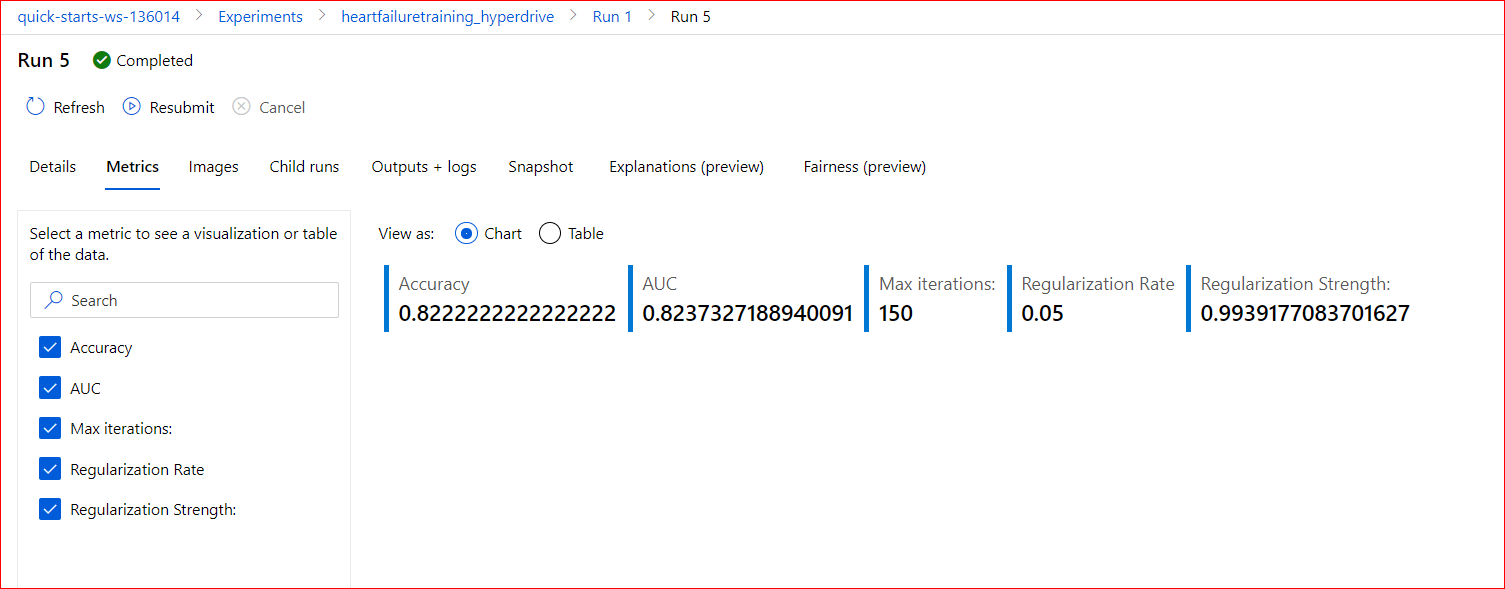 quick-starts-ws-136014 > Experiments > heartfailuretraining_hyperdrive > Run 1 > Run 5
Run 5 Completed
Refresh Resubmit Cancel
Details Metrics Images Child runs Outputs + logs Snapshot Explanations (preview) Fairness (preview)
Select a metric to see a visualization or table
of the data.
Search
Accuracy
AUC
Max iterations:
Regularization Rate
Regularization Strength:
View as: Chart Table
Accuracy AUC Max iterations: Regularization Rate Regularization Strength:
0.8222222222222222 0.8237327188940091 150 0.05 0.9939177083701627